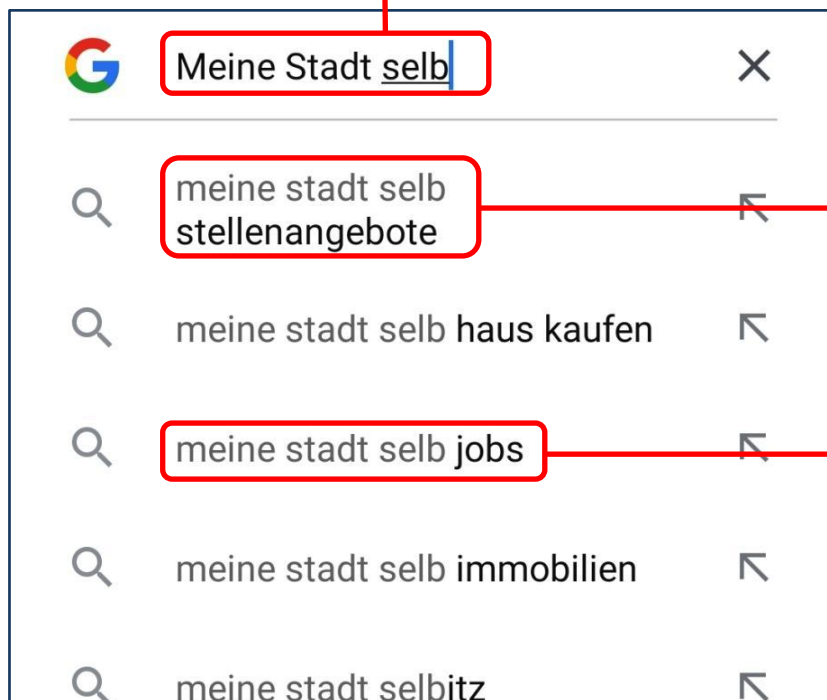 Meine Stadt selb
meine stadt selb
stellenangebote
meine stadt selb haus kaufen
meine stadt selb jobs
meine stadt selb immobilien
meine stadt selbitz